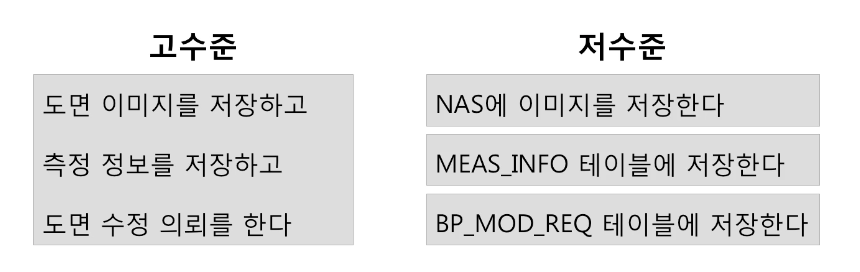 고수준
도면 이미지를 저장하고
측정 정보를 저장하고
도면 수정 의뢰를 한다
저수준
NAS에 이미지를 저장한다
MEAS_INFO 테이블에 저장한다
BP_MOD_REQ 테이블에 저장한다